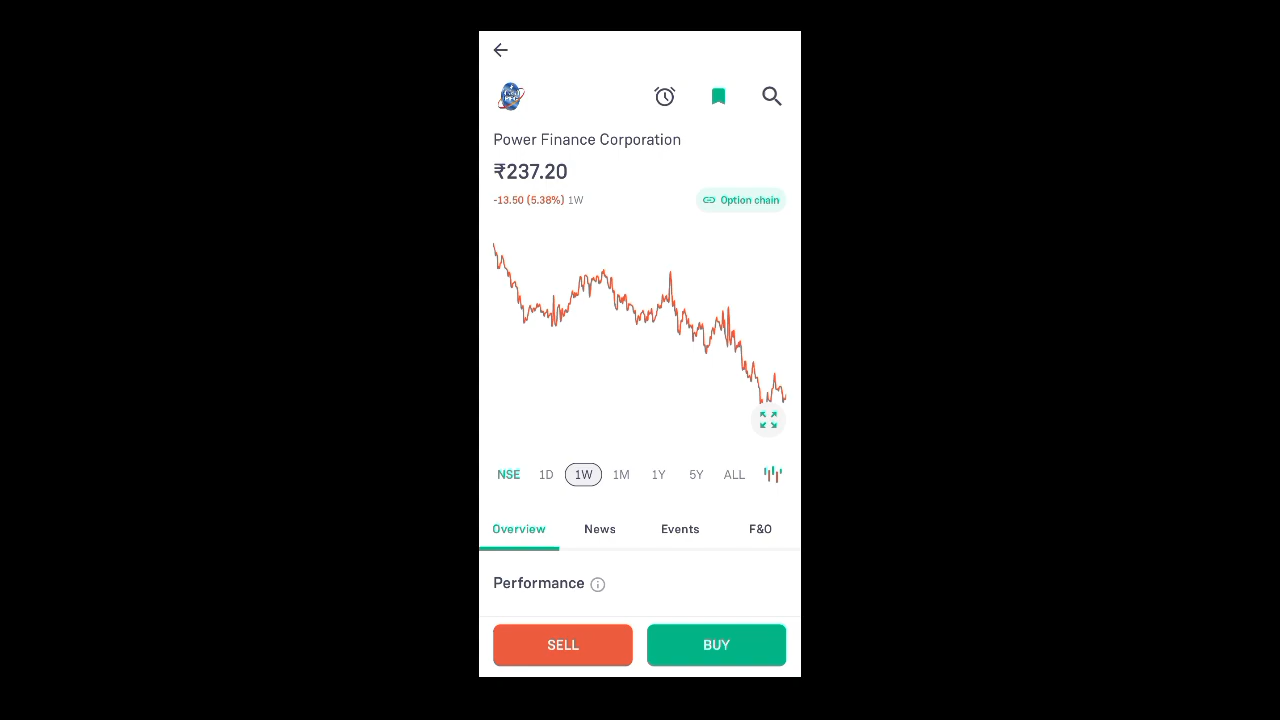 Power Finance Corporation
₹237.20
-13.50 (5.38%) 1W
Option chain
NSE 1D 1W 1M 1Y 5Y ALL
Overview News Events F&O
Performance
SELL BUY